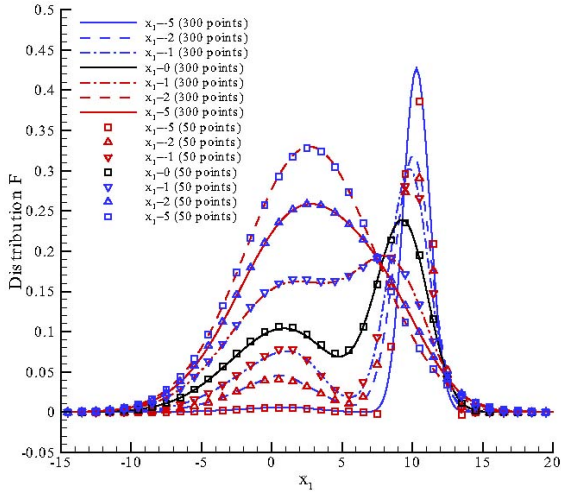 0.5
0.45
0.4
0.35
0.3
0.25
0.2
0.15
0.1
0.05
0
-0.05
Distribution F
x₁--5 (300 points)
x₁--2 (300 points)
x₁--1 (300 points)
x₁-0 (300 points)
x₁-1 (300 points)
x₁-2 (300 points)
x₁-5 (300 points)
x₁--5 (50 points)
x₁--2 (50 points)
x₁--1 (50 points)
x₁-0 (50 points)
x₁-1 (50 points)
x₁-2 (50 points)
x₁-5 (50 points)
-15 -10 -5 0 5 10 15 20
x₁